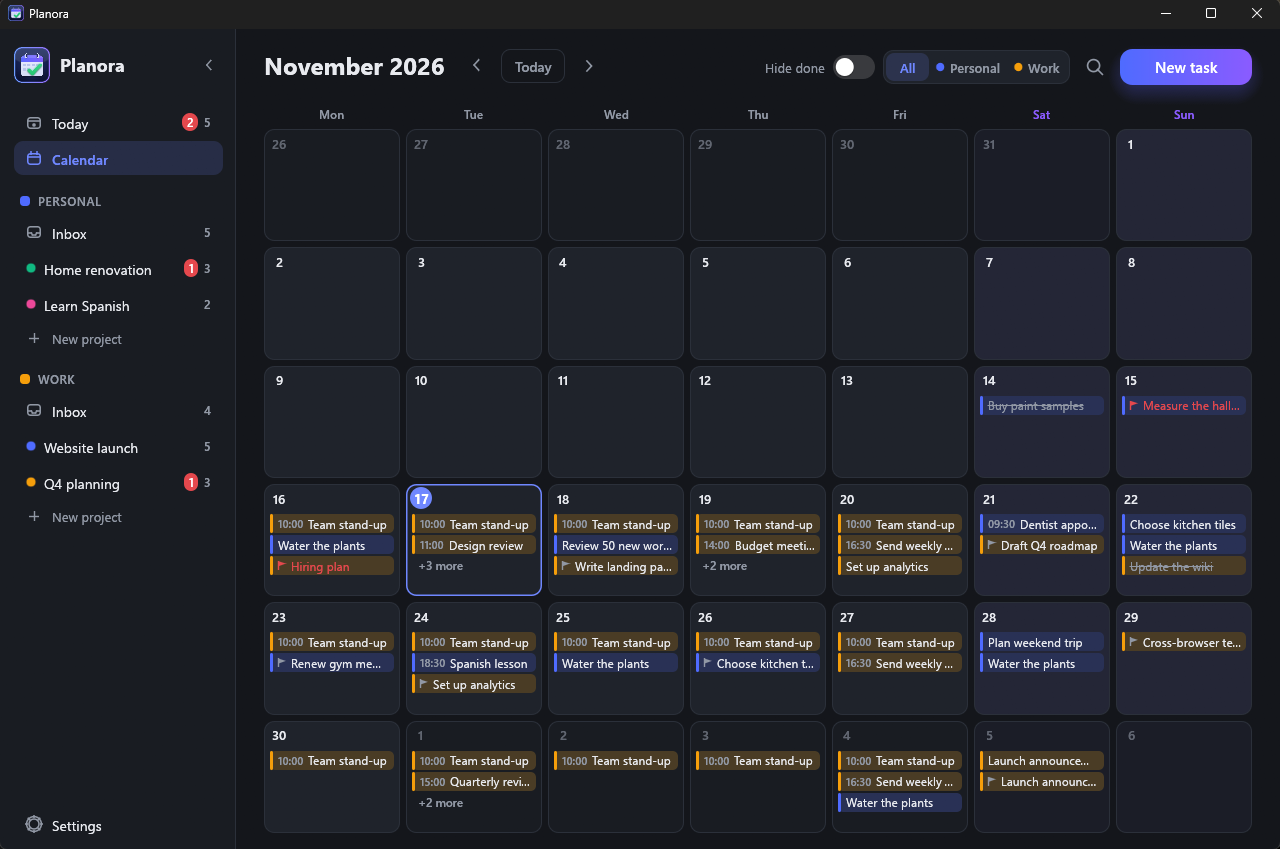 Planora
Planora
Today 2 5
Calendar
PERSONAL
Inbox 5
Home renovation 1 3
Learn Spanish 2
New project
WORK
Inbox 4
Website launch 5
Q4 planning 1 3
New project
Settings
November 2026
Today
Hide done
All Personal Work
New task
Mon Tue Wed Thu Fri Sat Sun
26 27 28 29 30 31 1
2 3 4 5 6 7 8
9 10 11 12 13 14 15
Buy paint samples
Measure the hall...
16
10:00 Team stand-up
Water the plants
Hiring plan
17
10:00 Team stand-up
11:00 Design review
+3 more
18
10:00 Team stand-up
Review 50 new wor...
Write landing pa...
19
10:00 Team stand-up
14:00 Budget meeti...
+2 more
20
10:00 Team stand-up
16:30 Send weekly ...
Set up analytics
21
09:30 Dentist appo...
Draft Q4 roadmap
22
Choose kitchen tiles
Water the plants
Update the wiki
23
10:00 Team stand-up
Renew gym me...
24
10:00 Team stand-up
18:30 Spanish lesson
Set up analytics
25
10:00 Team stand-up
Water the plants
26
10:00 Team stand-up
Choose kitchen t...
27
10:00 Team stand-up
16:30 Send weekly ...
28
Plan weekend trip
Water the plants
29
Cross-browser te...
30
10:00 Team stand-up
1
10:00 Team stand-up
15:00 Quarterly revi...
+2 more
2
10:00 Team stand-up
3
10:00 Team stand-up
4
10:00 Team stand-up
16:30 Send weekly ...
Water the plants
5
Launch announce...
Launch announc...
6